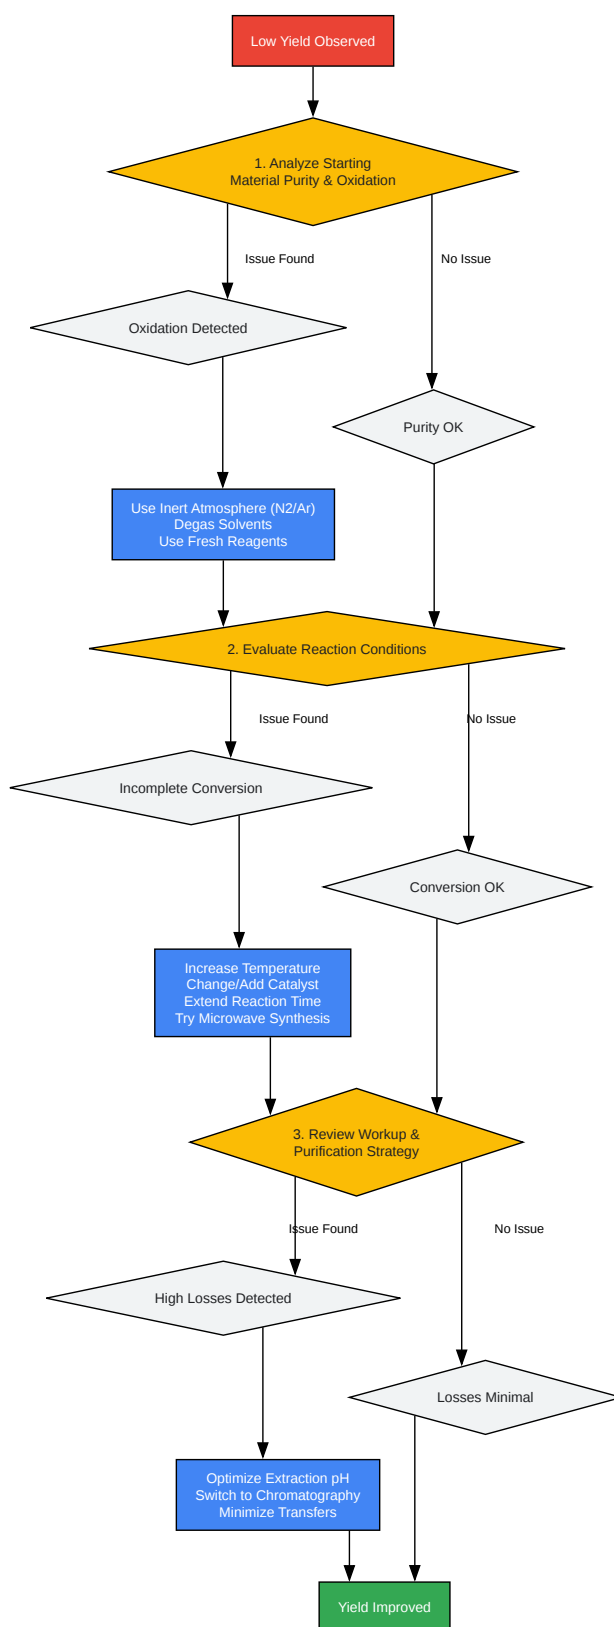 Low Yield Observed
1. Analyze Starting
Material Purity & Oxidation
Issue Found
No Issue
Oxidation Detected
Purity OK
Use Inert Atmosphere (N2/Ar)
Degas Solvents
Use Fresh Reagents
2. Evaluate Reaction Conditions
Issue Found
No Issue
Incomplete Conversion
Conversion OK
Increase Temperature
Change/Add Catalyst
Extend Reaction Time
Try Microwave Synthesis
3. Review Workup &
Purification Strategy
Issue Found
No Issue
High Losses Detected
Losses Minimal
Optimize Extraction pH
Switch to Chromatography
Minimize Transfers
Yield Improved